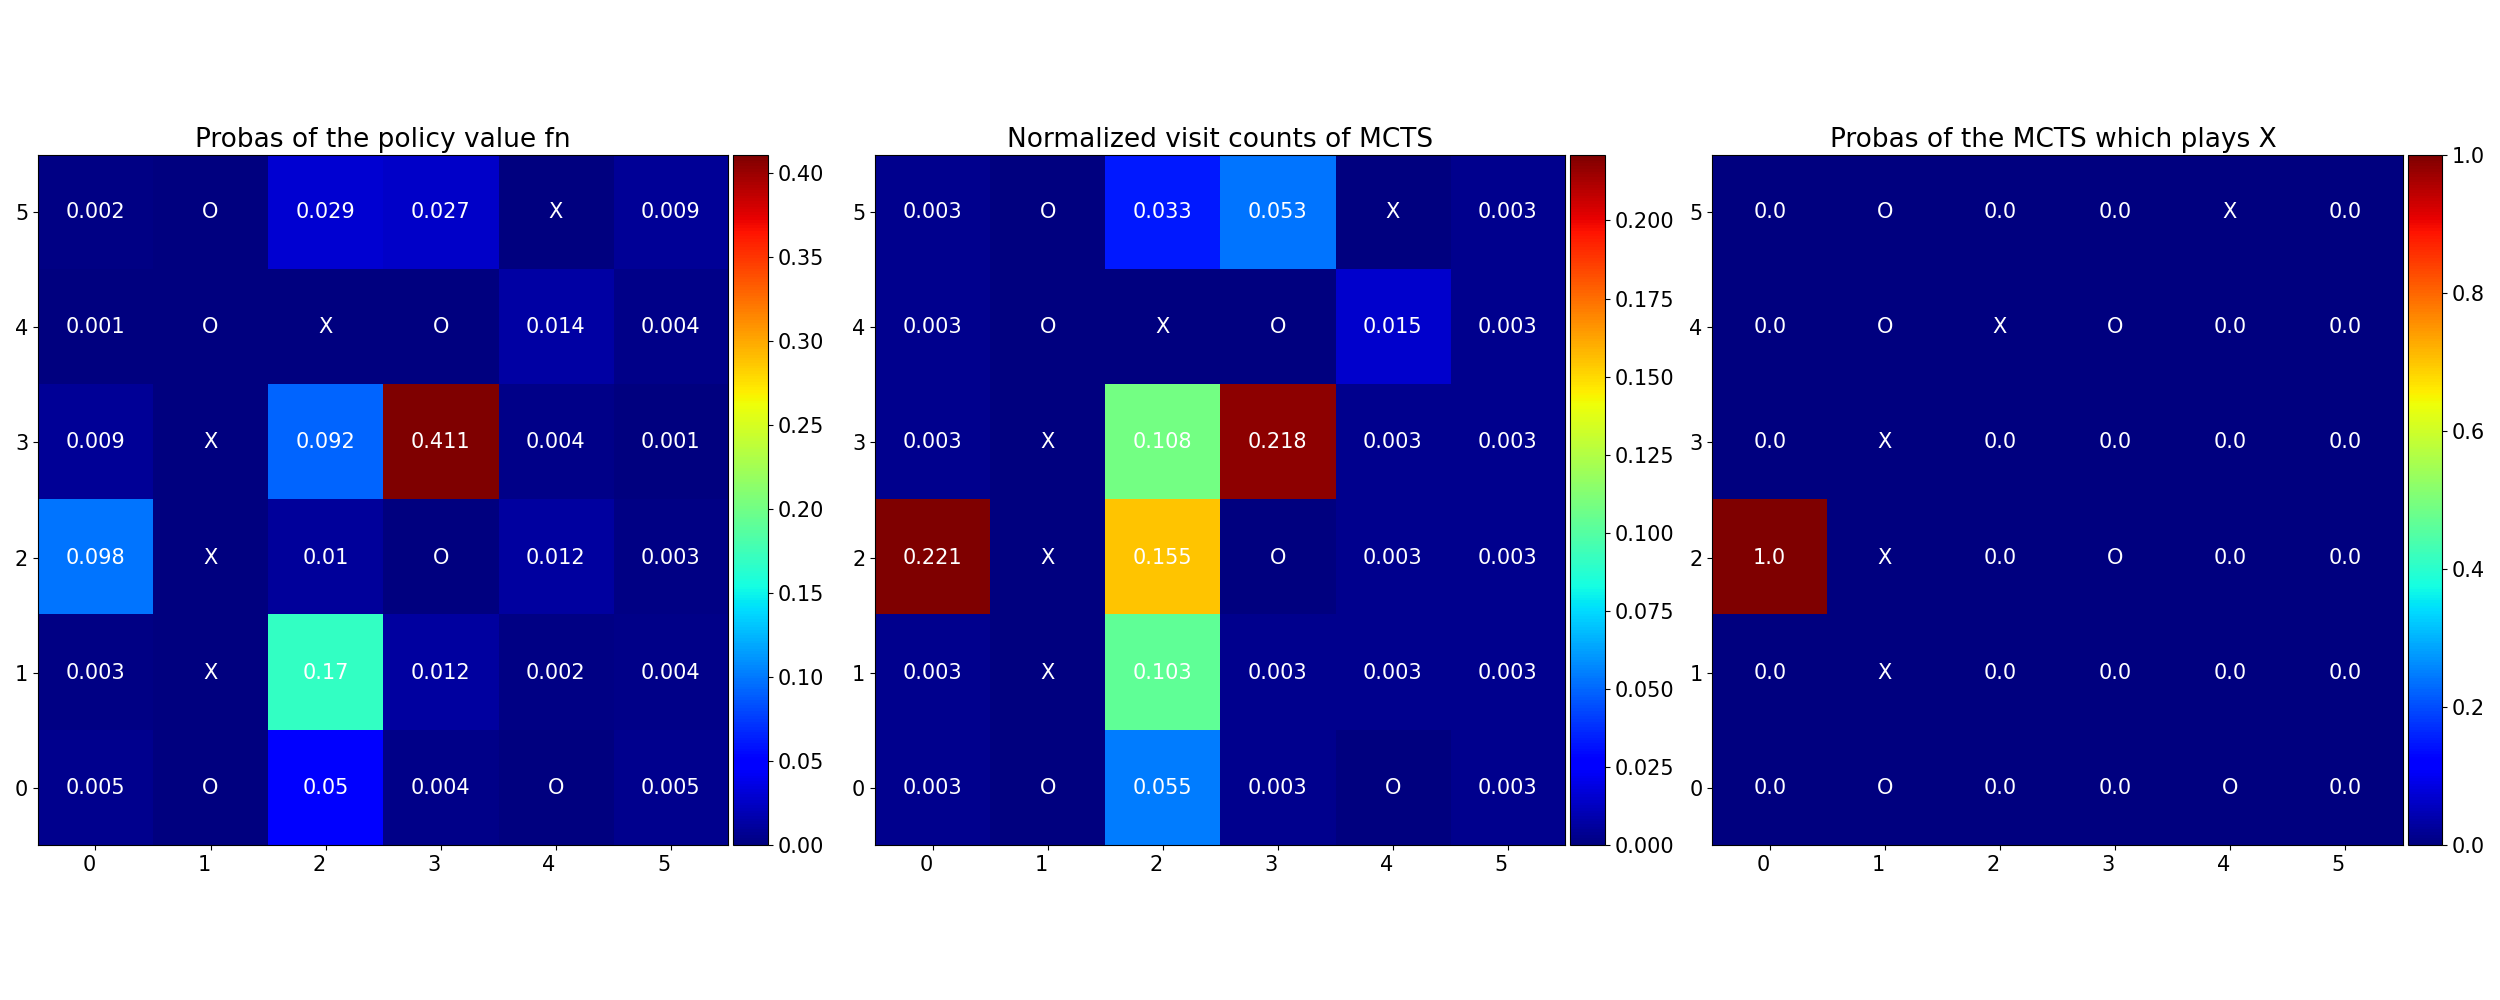 Probas of the policy value fn
5 0.002 O 0.029 0.027 X 0.009
4 0.001 O X O 0.014 0.004
3 0.009 X 0.092 0.411 0.004 0.001
2 0.098 X 0.01 O 0.012 0.003
1 0.003 X 0.17 0.012 0.002 0.004
0 0.005 O 0.05 0.004 O 0.005
0 1 2 3 4 5
0.40
0.35
0.30
0.25
0.20
0.15
0.10
0.05
0.00
Normalized visit counts of MCTS
5 0.003 O 0.033 0.053 X 0.003
4 0.003 O X O 0.015 0.003
3 0.003 X 0.108 0.218 0.003 0.003
2 0.221 X 0.155 O 0.003 0.003
1 0.003 X 0.103 0.003 0.003 0.003
0 0.003 O 0.055 0.003 O 0.003
0 1 2 3 4 5
0.200
0.175
0.150
0.125
0.100
0.075
0.050
0.025
0.000
Probas of the MCTS which plays X
5 0.0 O 0.0 0.0 X 0.0
4 0.0 O X O 0.0 0.0
3 0.0 X 0.0 0.0 0.0 0.0
2 1.0 X 0.0 O 0.0 0.0
1 0.0 X 0.0 0.0 0.0 0.0
0 0.0 O 0.0 0.0 O 0.0
0 1 2 3 4 5
1.0
0.8
0.6
0.4
0.2
0.0